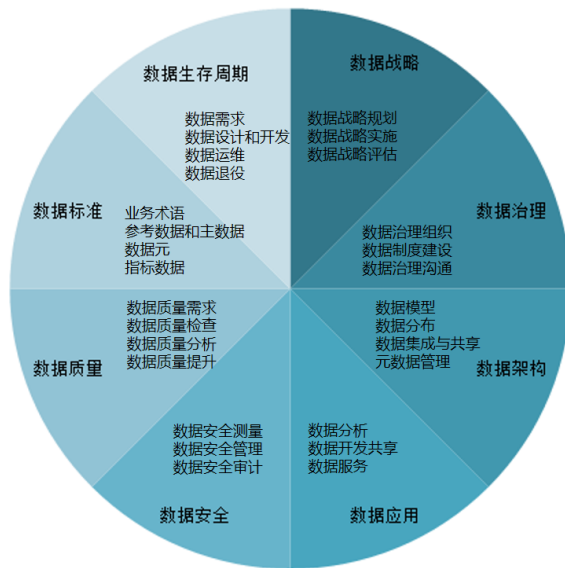 数据战略
数据战略规划
数据战略实施
数据战略评估
数据治理
数据治理组织
数据制度建设
数据治理沟通
数据架构
数据模型
数据分布
数据集成与共享
元数据管理
数据应用
数据分析
数据开发共享
数据服务
数据安全
数据安全测量
数据安全管理
数据安全审计
数据质量
数据质量需求
数据质量检查
数据质量分析
数据质量提升
数据标准
业务术语
参考数据和主数据
数据元
指标数据
数据生存周期
数据需求
数据设计和开发
数据运维
数据退役